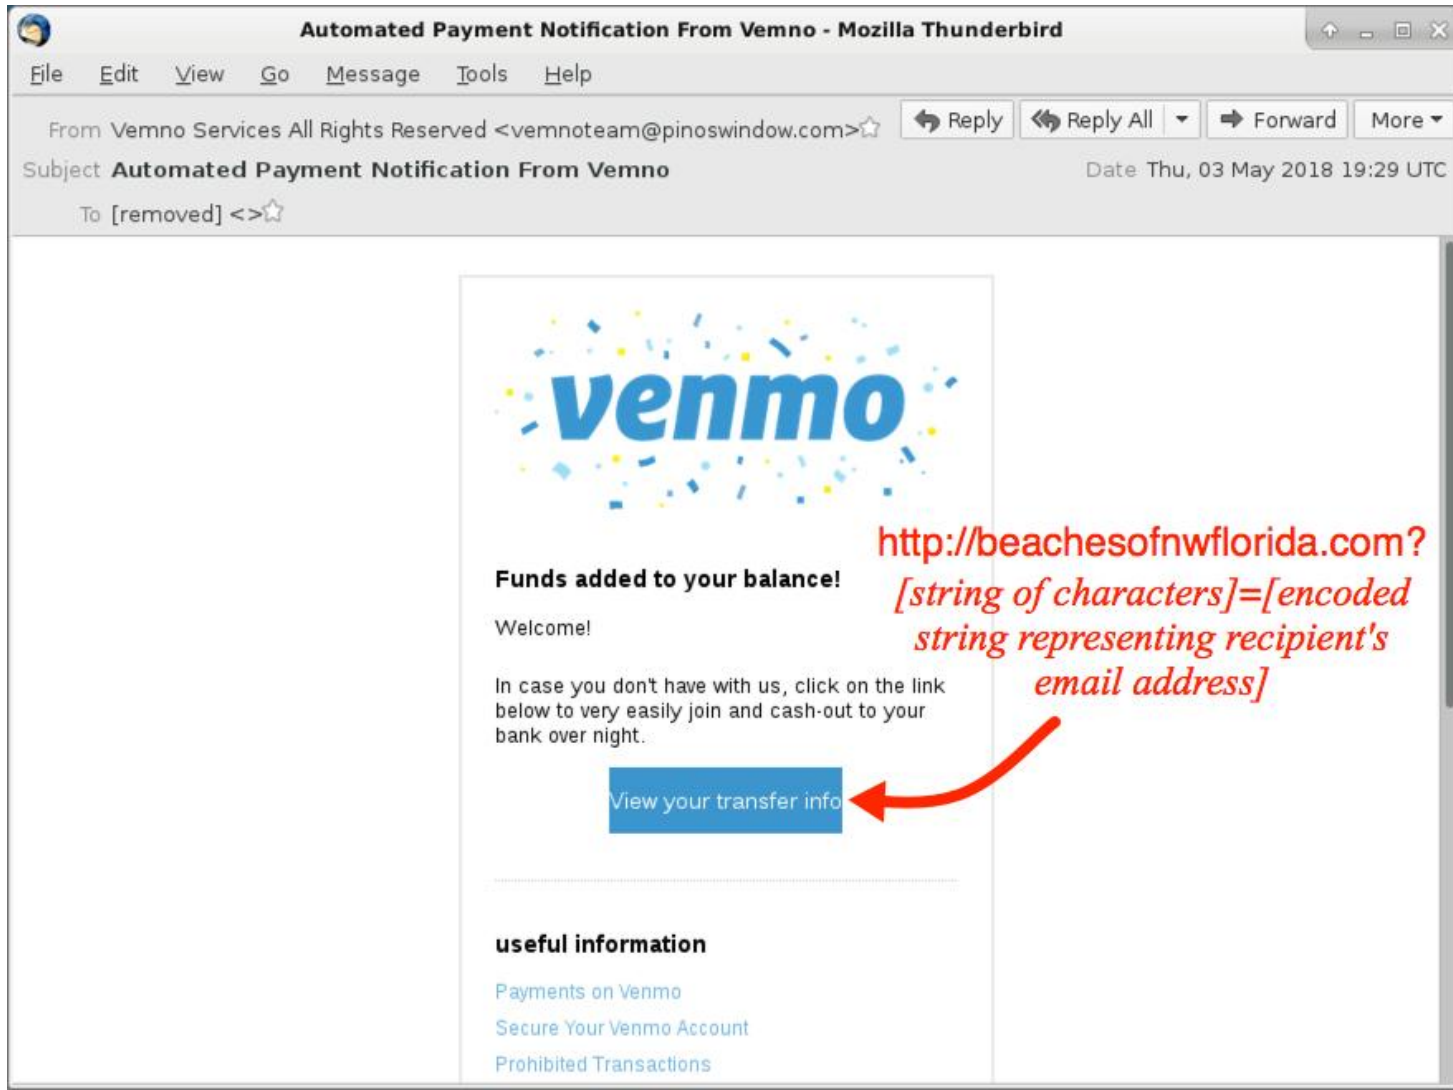 Automated Payment Notification From Vemno - Mozilla Thunderbird
File Edit View Go Message Tools Help
From Vemno Services All Rights Reserved <vemnoteam@pinoswindow.com> Reply Reply All Forward More
Subject Automated Payment Notification From Vemno Date Thu, 03 May 2018 19:29 UTC
To [removed] <>
venmo
http://beachesofnwflorida.com?
[string of characters]=[encoded
string representing recipient's
email address]
Funds added to your balance!
Welcome!
In case you don't have with us, click on the link
below to very easily join and cash-out to your
bank over night.
View your transfer info
useful information
Payments on Venmo
Secure Your Venmo Account
Prohibited Transactions